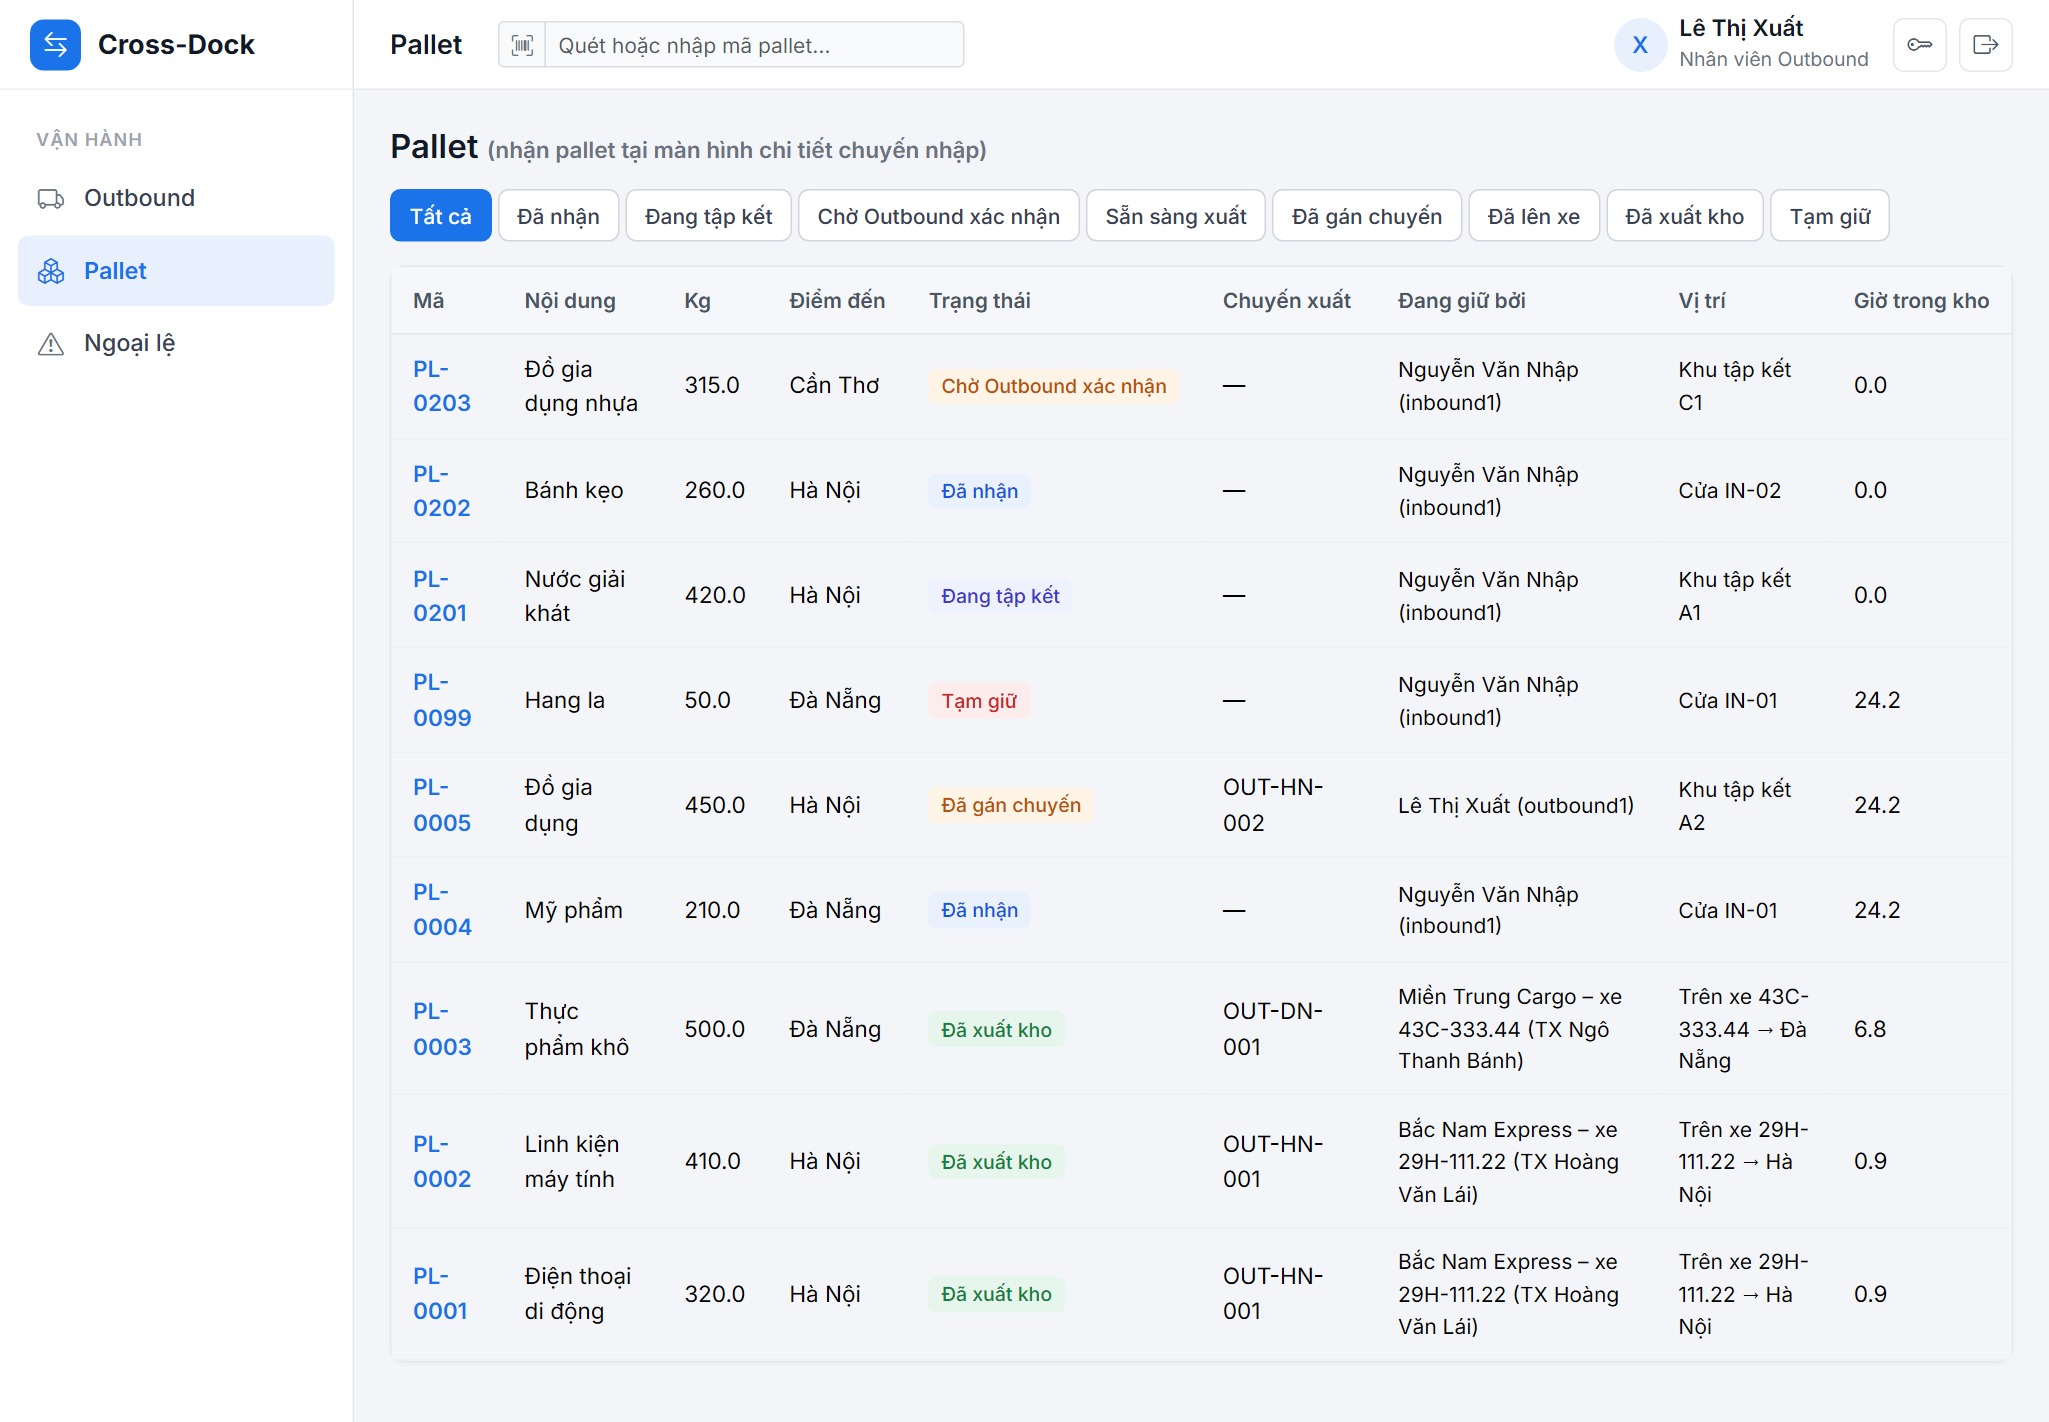 Cross-Dock
Pallet
Quét hoặc nhập mã pallet...
X
Lê Thị Xuất
Nhân viên Outbound
VẬN HÀNH
Outbound
Pallet
Ngoại lệ
Pallet (nhận pallet tại màn hình chi tiết chuyến nhập)
Tất cả Đã nhận Đang tập kết Chờ Outbound xác nhận Sẵn sàng xuất Đã gán chuyến Đã lên xe Đã xuất kho Tạm giữ
Mã Nội dung Kg Điểm đến Trạng thái Chuyến xuất Đang giữ bởi Vị trí Giờ trong kho
PL-
0203
Đồ gia
dụng nhựa
315.0
Cần Thơ
Chờ Outbound xác nhận
—
Nguyễn Văn Nhập
(inbound1)
Khu tập kết
C1
0.0
PL-
0202
Bánh kẹo
260.0
Hà Nội
Đã nhận
—
Nguyễn Văn Nhập
(inbound1)
Cửa IN-02
0.0
PL-
0201
Nước giải
khát
420.0
Hà Nội
Đang tập kết
—
Nguyễn Văn Nhập
(inbound1)
Khu tập kết
A1
0.0
PL-
0099
Hang la
50.0
Đà Nẵng
Tạm giữ
—
Nguyễn Văn Nhập
(inbound1)
Cửa IN-01
24.2
PL-
0005
Đồ gia
dụng
450.0
Hà Nội
Đã gán chuyến
OUT-HN-
002
Lê Thị Xuất (outbound1)
Khu tập kết
A2
24.2
PL-
0004
Mỹ phẩm
210.0
Đà Nẵng
Đã nhận
—
Nguyễn Văn Nhập
(inbound1)
Cửa IN-01
24.2
PL-
0003
Thực
phẩm khô
500.0
Đà Nẵng
Đã xuất kho
OUT-DN-
001
Miền Trung Cargo – xe
43C-333.44 (TX Ngô
Thanh Bánh)
Trên xe 43C-
333.44 → Đà
Nẵng
6.8
PL-
0002
Linh kiện
máy tính
410.0
Hà Nội
Đã xuất kho
OUT-HN-
001
Bắc Nam Express – xe
29H-111.22 (TX Hoàng
Văn Lái)
Trên xe 29H-
111.22 → Hà
Nội
0.9
PL-
0001
Điện thoại
di động
320.0
Hà Nội
Đã xuất kho
OUT-HN-
001
Bắc Nam Express – xe
29H-111.22 (TX Hoàng
Văn Lái)
Trên xe 29H-
111.22 → Hà
Nội
0.9